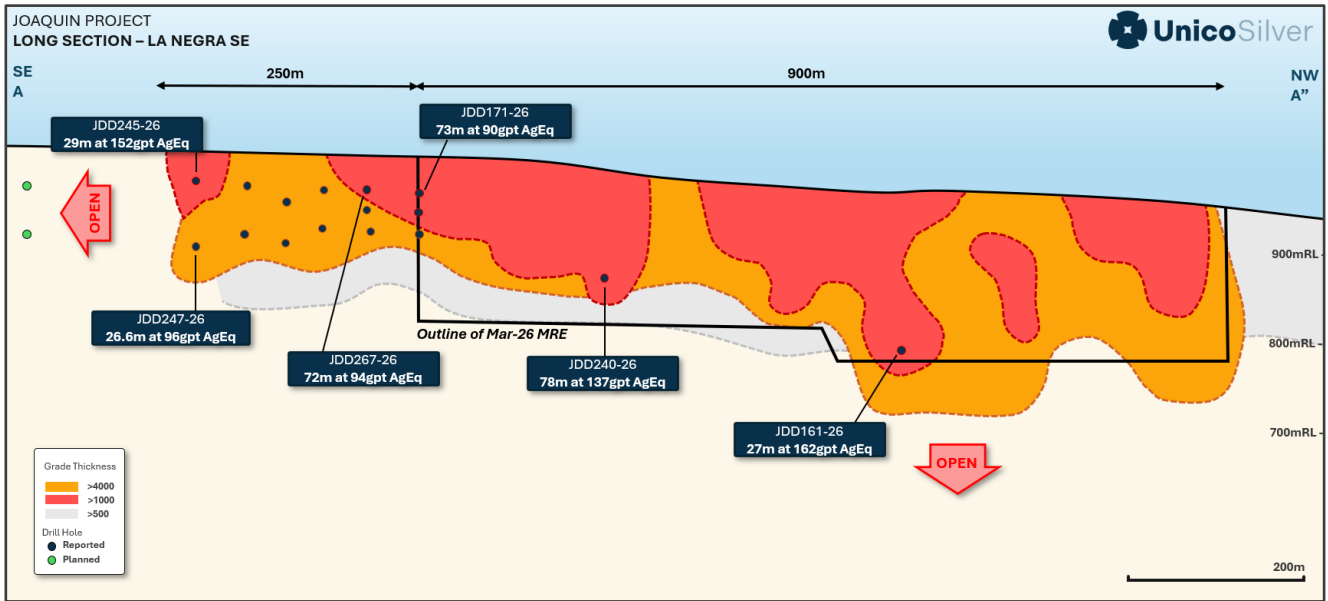 JOAQUIN PROJECT
LONG SECTION – LA NEGRA SE
UnicoSilver
SE
A
250m
900m
NW
A”
JDD245-26
29m at 152gpt AgEq
JDD171-26
73m at 90gpt AgEq
OPEN
900mRL
JDD247-26
26.6m at 96gpt AgEq
Outline of Mar-26 MRE
800mRL
JDD267-26
72m at 94gpt AgEq
JDD240-26
78m at 137gpt AgEq
JDD161-26
27m at 162gpt AgEq
700mRL
OPEN
Grade Thickness
>4000
>1000
>500
Drill Hole
Reported
Planned
200m